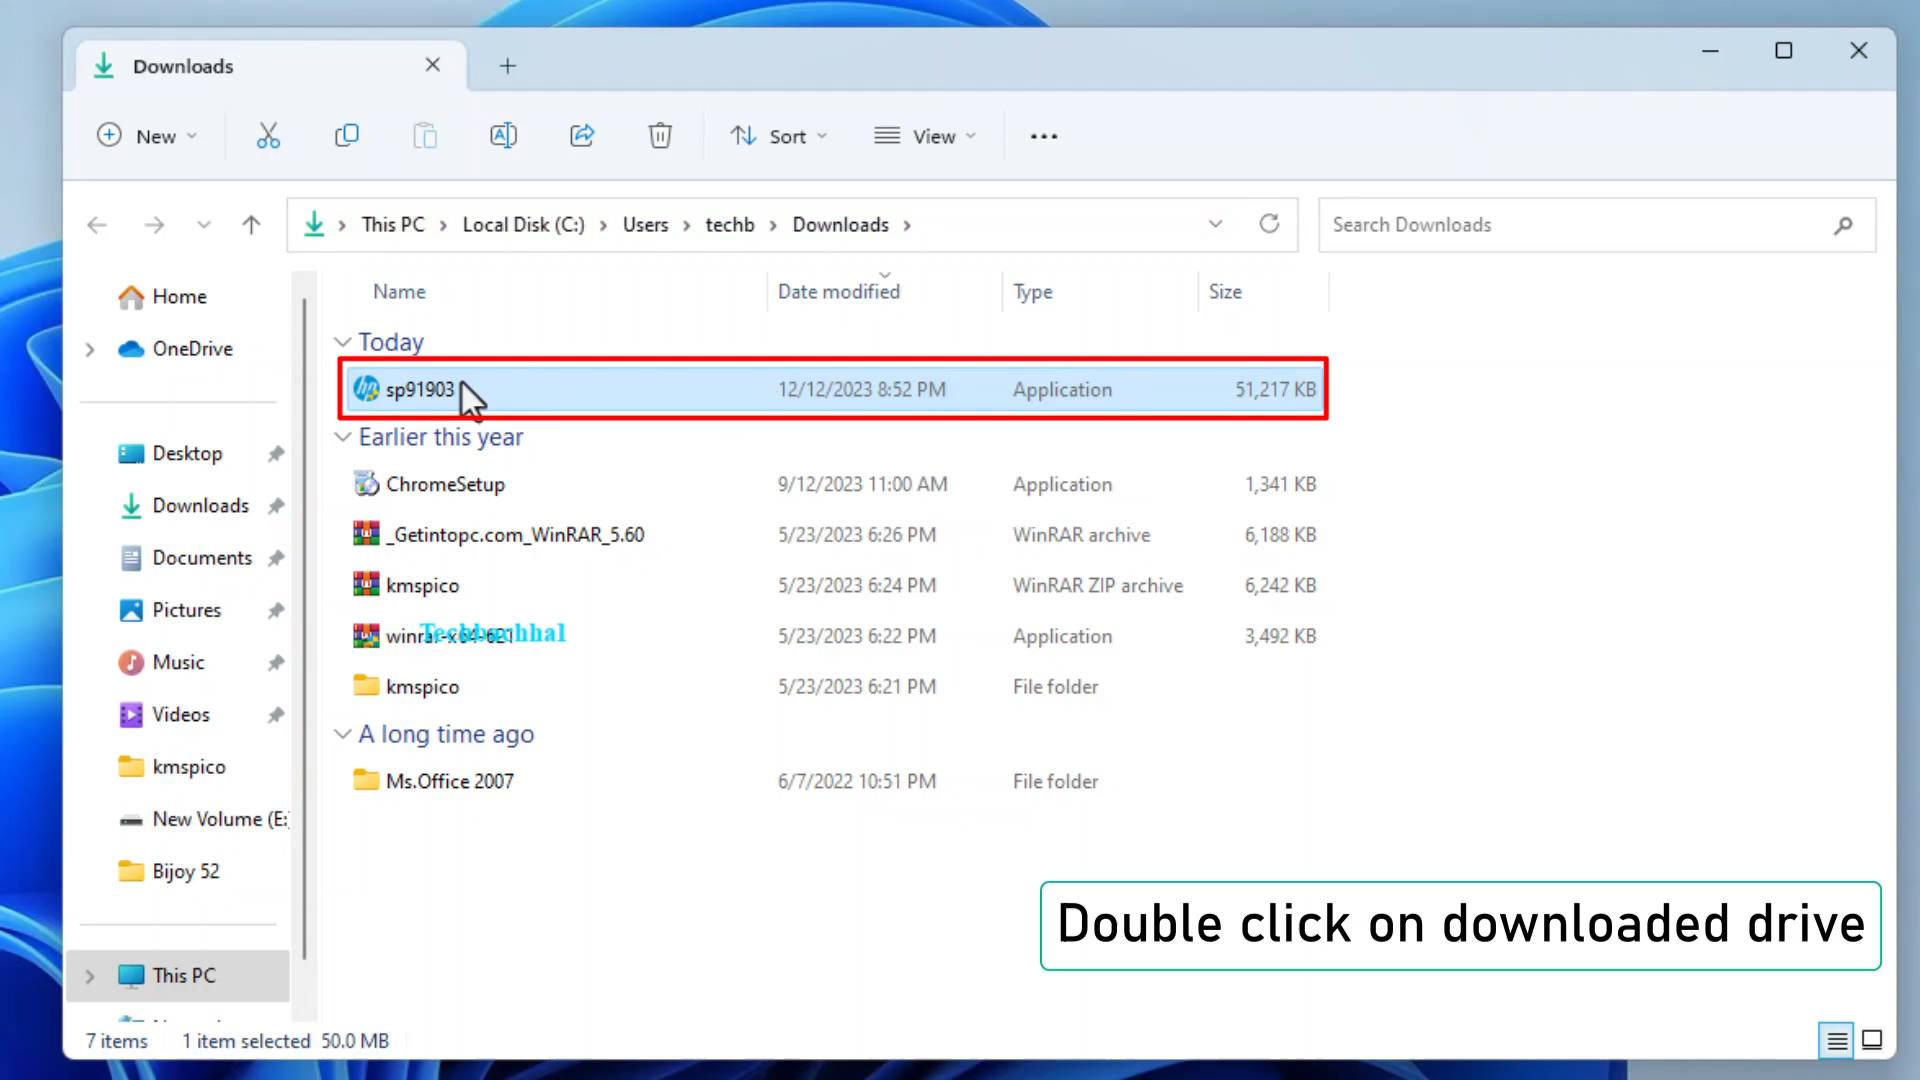 Downloads
New
Sort
View
This PC
Local Disk (C:)
Users
techb
Downloads
Search Downloads
Home
OneDrive
Desktop
Downloads
Documents
Pictures
Music
Videos
kmspico
New Volume (E:
Bijoy 52
This PC
Name Date modified Type Size
Today
hp sp91903 12/12/2023 8:52 PM Application 51,217 KB
Earlier this year
ChromeSetup 9/12/2023 11:00 AM Application 1,341 KB
_Getintopc.com_WinRAR_5.60 5/23/2023 6:26 PM WinRAR archive 6,188 KB
kmspico 5/23/2023 6:24 PM WinRAR ZIP archive 6,242 KB
winrar-x64-621 5/23/2023 6:22 PM Application 3,492 KB
kmspico 5/23/2023 6:21 PM File folder
A long time ago
Ms.Office 2007 6/7/2022 10:51 PM File folder
Double click on downloaded drive
7 items 1 item selected 50.0 MB